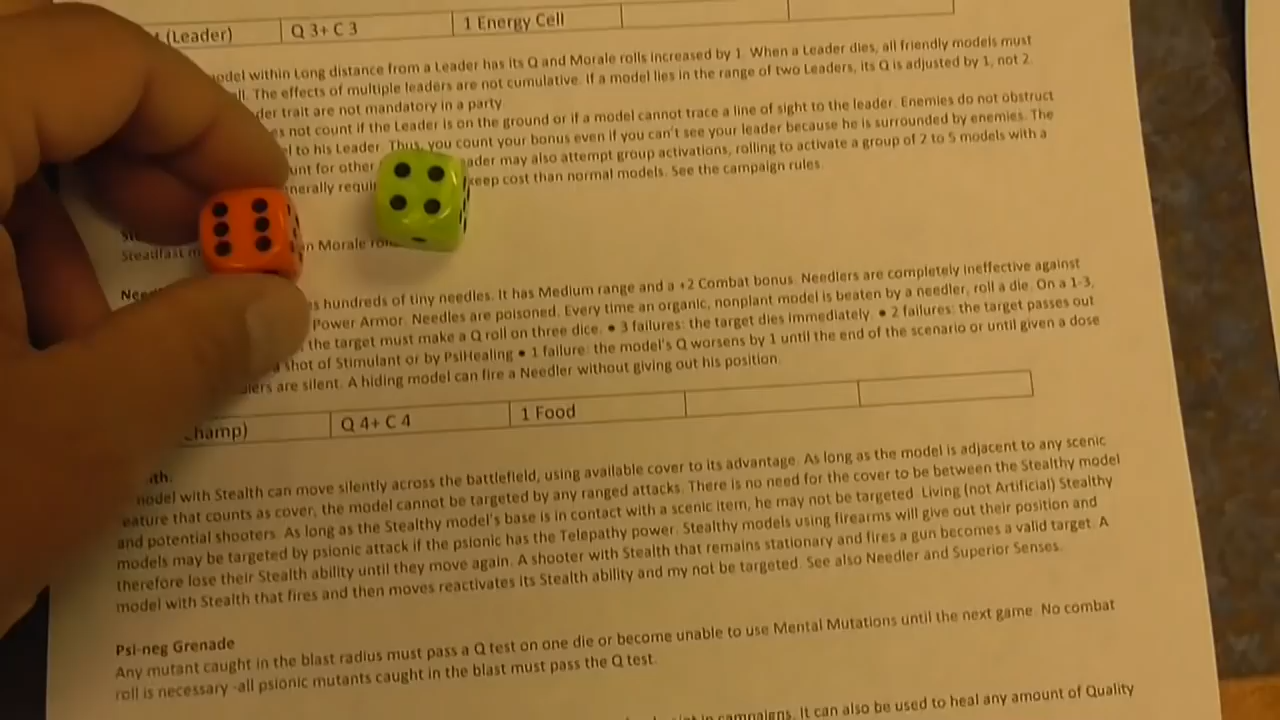 (Leader) Q 3+ C 3 1 Energy Cell
model within Long distance from a Leader has its Q and Morale rolls increased by 1. When a Leader dies, all friendly models must
The effects of multiple leaders are not cumulative. If a model lies in the range of two Leaders, its Q is adjusted by 1, not 2.
trait are not mandatory in a party
not count if the Leader is on the ground or if a model cannot trace a line of sight to the leader. Enemies do not obstruct
to his Leader. Thus, you count your bonus even if you can't see your leader because he is surrounded by enemies. The
for other may also attempt group activations, rolling to activate a group of 2 to 5 models with a
keep cost than normal models. See the campaign rules.
Steadfast Morale
hundreds of tiny needles. It has Medium range and a +2 Combat bonus. Needlers are completely ineffective against
Power Armor. Needles are poisoned. Every time an organic, nonplant model is beaten by a needler, roll a die. On a 1-3,
the target must make a Q roll on three dice. • 3 failures: the target dies immediately. • 2 failures: the target passes out
shot of Stimulant or by PsiHealing • 1 failure: the model's Q worsens by 1 until the end of the scenario or until given a dose
are silent. A hiding model can fire a Needler without giving out his position.
Q 4+ C 4 1 Food
model with Stealth can move silently across the battlefield, using available cover to its advantage. As long as the model is adjacent to any scenic
eature that counts as cover, the model cannot be targeted by any ranged attacks. There is no need for the cover to be between the Stealthy model
and potential shooters. As long as the Stealthy model's base is in contact with a scenic item, he may not be targeted. Living (not Artificial) Stealthy
models may be targeted by psionic attack if the psionic has the Telepathy power. Stealthy models using firearms will give out their position and
therefore lose their Stealth ability until they move again. A shooter with Stealth that remains stationary and fires a gun becomes a valid target. A
model with Stealth that fires and then moves reactivates its Stealth ability and my not be targeted. See also Needler and Superior Senses.
Psi-neg Grenade
Any mutant caught in the blast radius must pass a Q test on one die or become unable to use Mental Mutations until the next game. No combat
roll is necessary -all psionic mutants caught in the blast must pass the Q test.
in campaigns. It can also be used to heal any amount of Quality